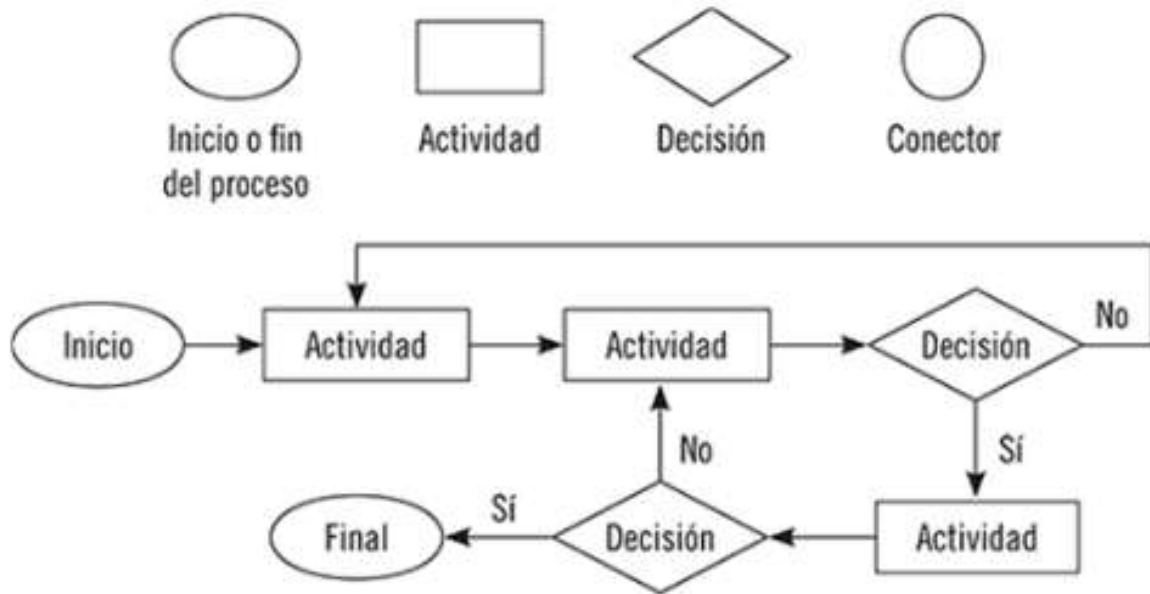 Inicio o fin
del proceso
Actividad
Decisión
Conector
Inicio
Actividad
Actividad
Decisión
No
No
Sí
Sí
Final
Decisión
Actividad